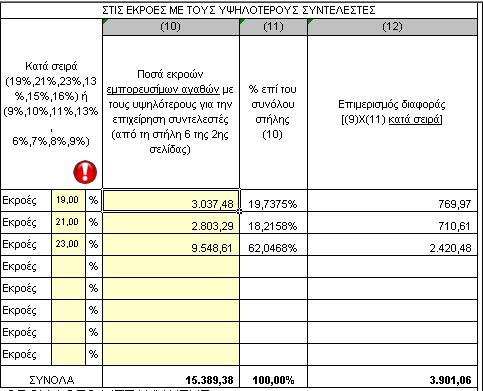 ΣΤΙΣ ΕΚΡΟΕΣ ΜΕ ΤΟΥΣ ΥΨΗΛΟΤΕΡΟΥΣ ΣΥΝΤΕΛΕΣΤΕΣ
(10) (11) (12)
Κατά σειρά
(19%,21%,23%,13
%,15%,16%) ή
(9%,10%,11%,13%
,
6%,7%,8%,9%)
Ποσά εκροών
εμπορευσίμων αγαθών με
τους υψηλότερους για την
επιχείρηση συντελεστές
(από τη στήλη 6 της 2ης
σελίδας)
% επί του
συνόλου
στήλης
(10)
Επιμερισμός διαφοράς
[(9)Χ(11) κατά σειρά]
Εκροές 19,00 % 3.037,48 19,7375% 769,97
Εκροές 21,00 % 2.803,29 18,2158% 710,61
Εκροές 23,00 % 9.548,61 62,0468% 2.420,48
Εκροές %
Εκροές %
Εκροές %
Εκροές %
Εκροές %
ΣΥΝΟΛΑ 15.389,38 100,00% 3.901,06